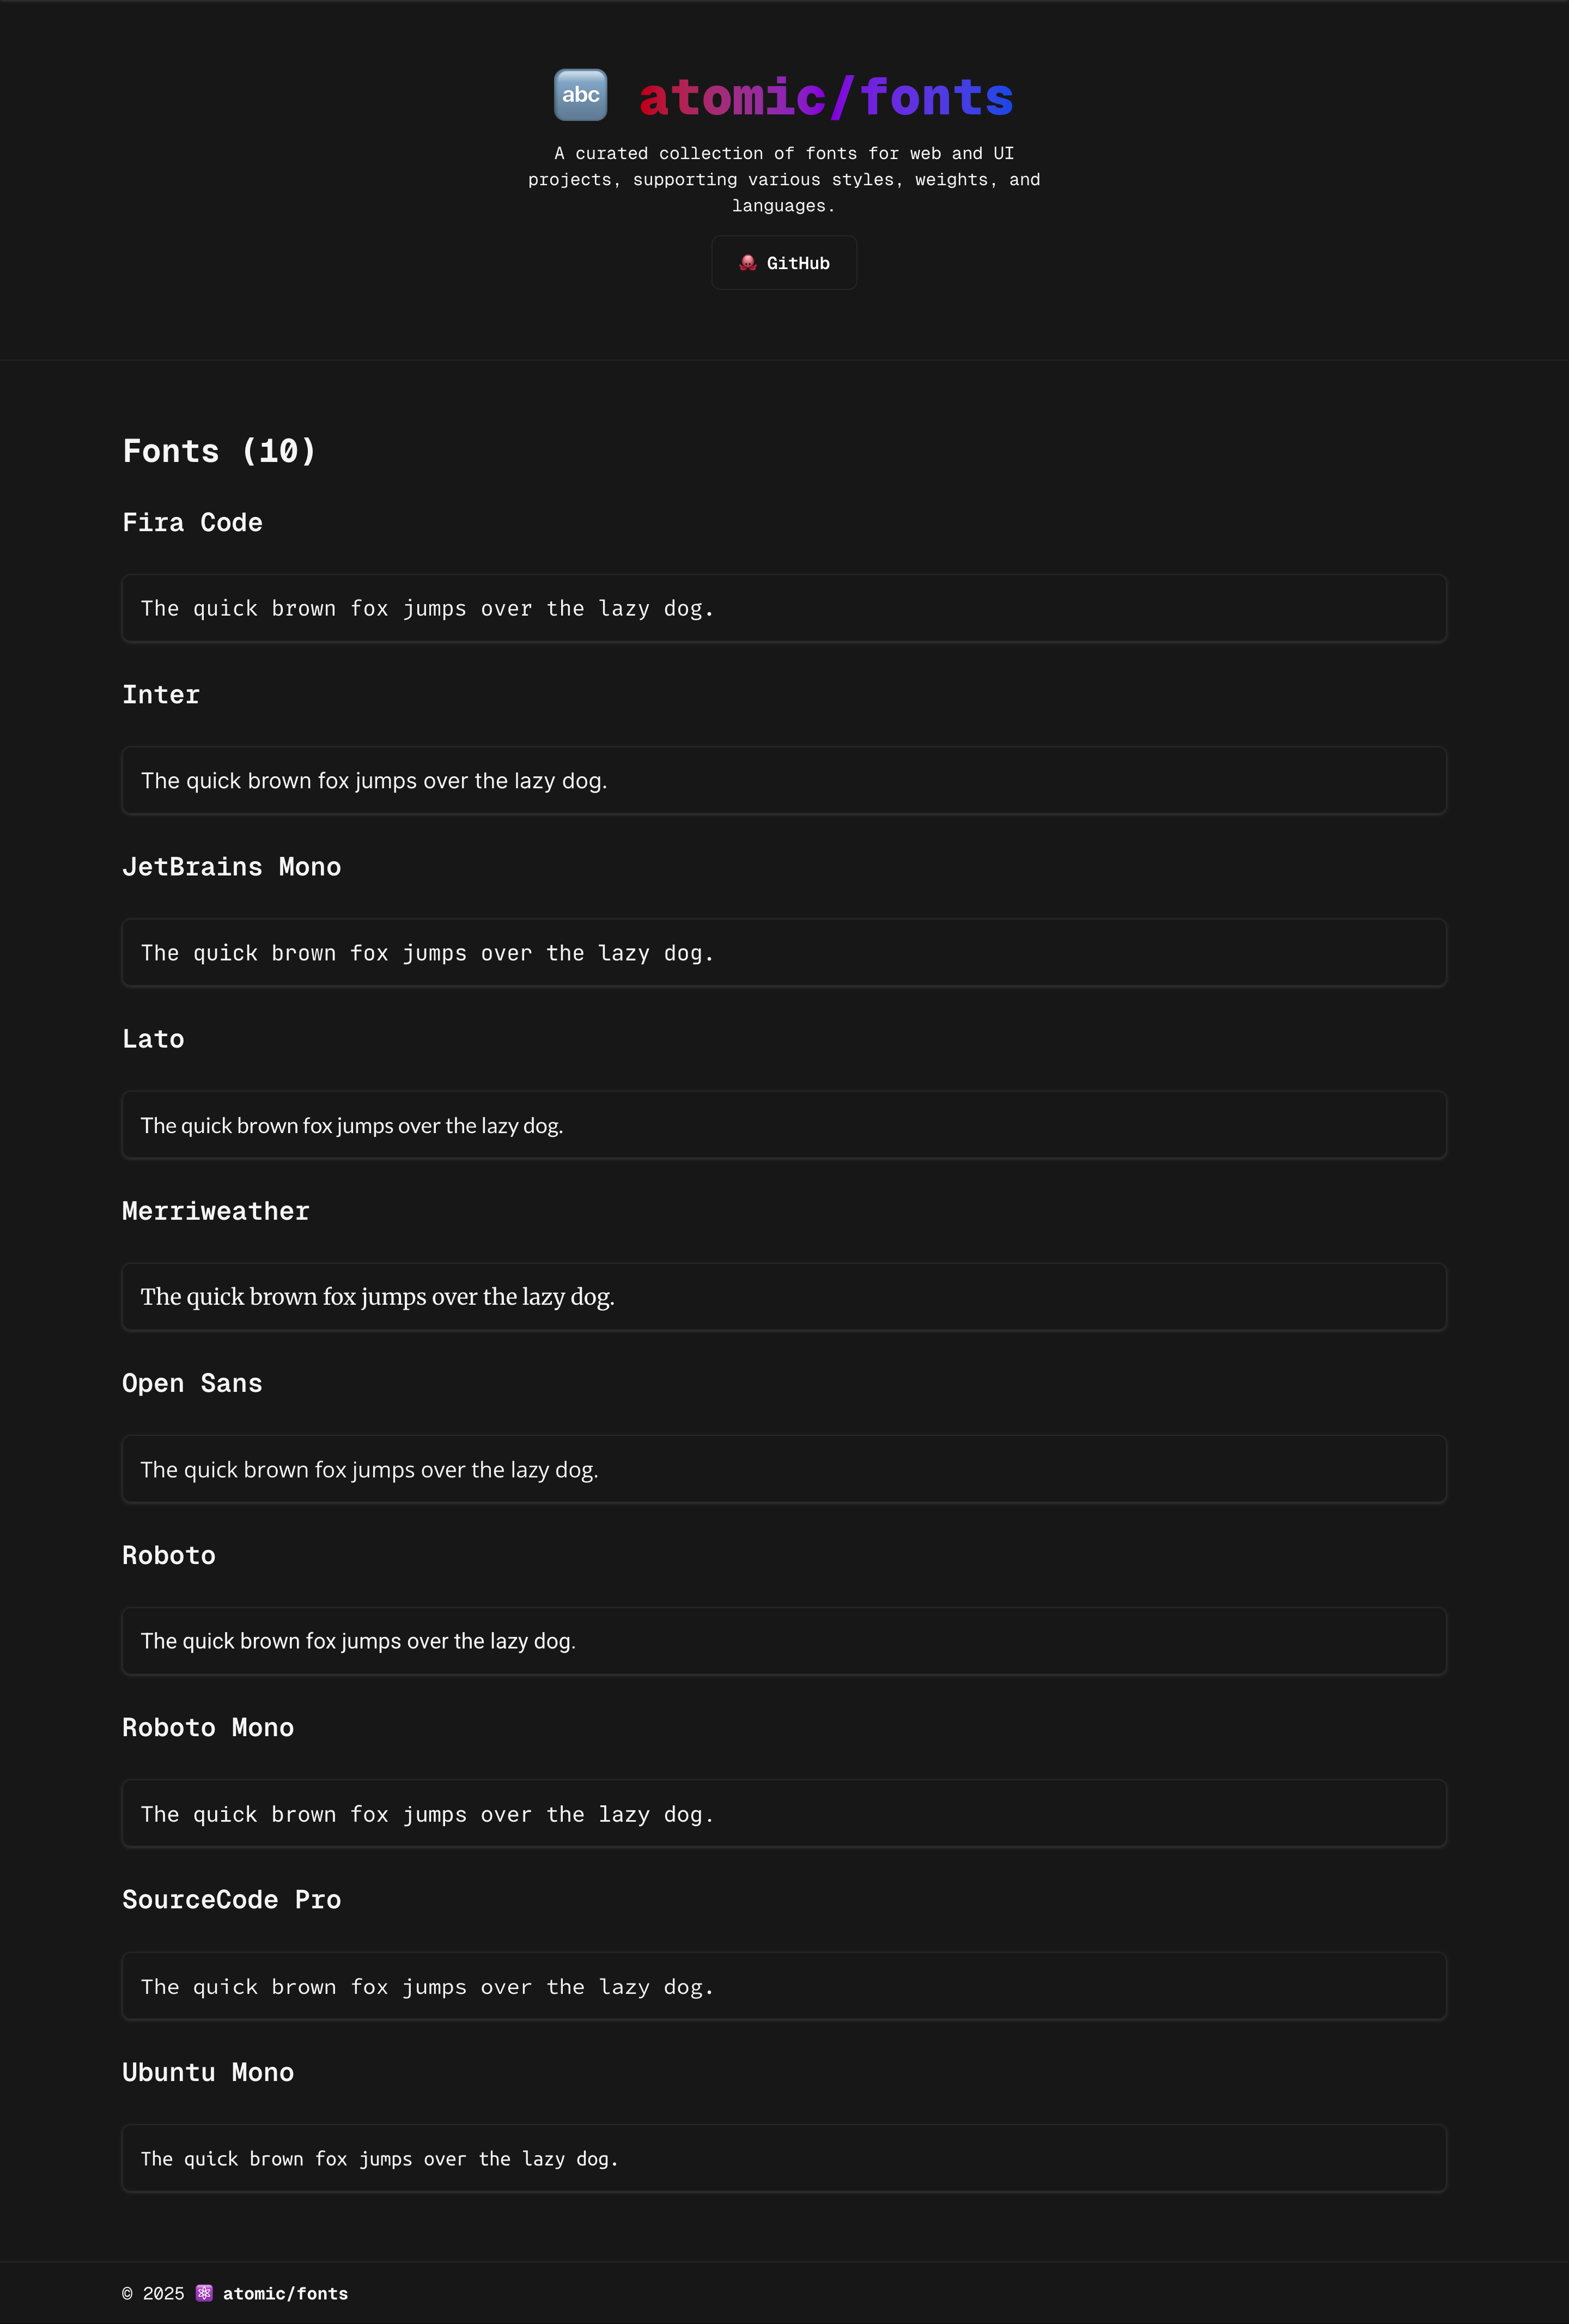 abc atomic/fonts
A curated collection of fonts for web and UI
projects, supporting various styles, weights, and
languages.
GitHub
Fonts (10)
Fira Code
The quick brown fox jumps over the lazy dog.
Inter
The quick brown fox jumps over the lazy dog.
JetBrains Mono
The quick brown fox jumps over the lazy dog.
Lato
The quick brown fox jumps over the lazy dog.
Merriweather
The quick brown fox jumps over the lazy dog.
Open Sans
The quick brown fox jumps over the lazy dog.
Roboto
The quick brown fox jumps over the lazy dog.
Roboto Mono
The quick brown fox jumps over the lazy dog.
SourceCode Pro
The quick brown fox jumps over the lazy dog.
Ubuntu Mono
The quick brown fox jumps over the lazy dog.
© 2025 atomic/fonts